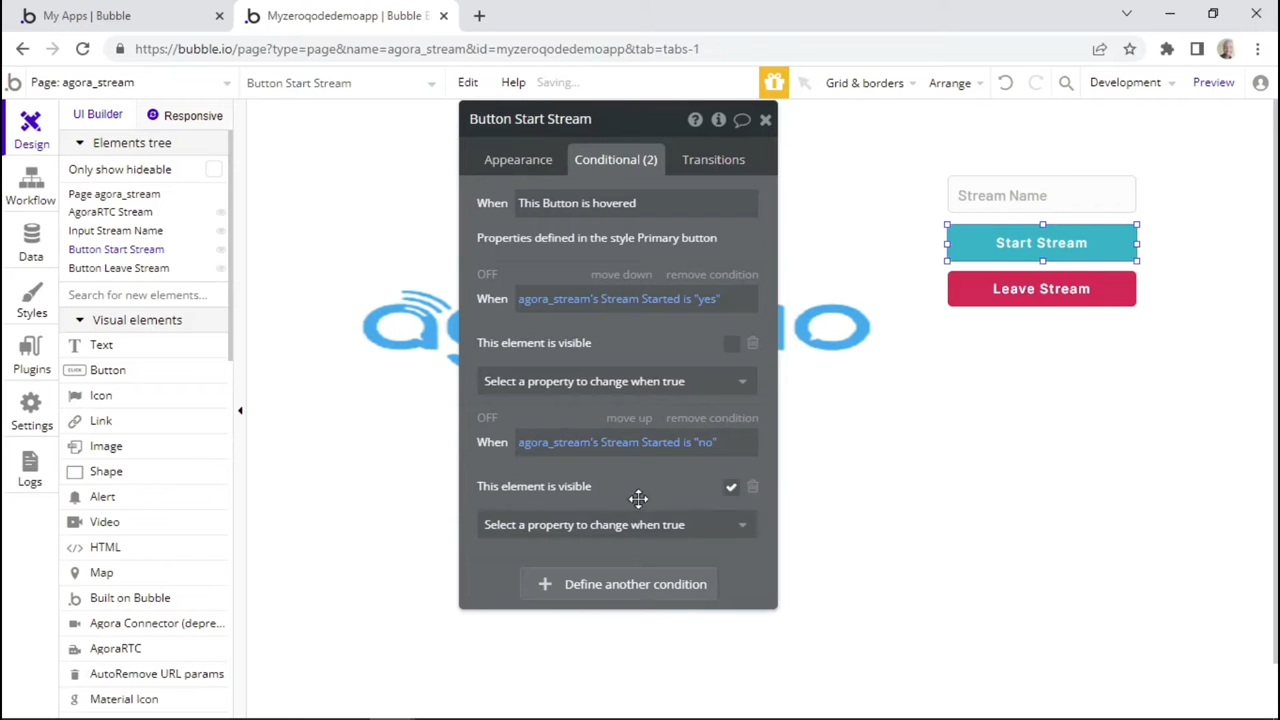 My Apps | Bubble
Myzeroqodedemoapp | Bubble E
https://bubble.io/page?type=page&name=agora_stream&id=myzeroqodedemoapp&tab=tabs-1
Page: agora_stream
Button Start Stream
Edit
Help
Saving...
Grid & borders
Arrange
Development
Preview
Design
Workflow
Data
Styles
Plugins
Settings
Logs
UI Builder
Responsive
Elements tree
Only show hideable
Page agora_stream
AgoraRTC Stream
Input Stream Name
Button Start Stream
Button Leave Stream
Search for new elements...
Visual elements
Text
Button
Icon
Link
Image
Shape
Alert
Video
HTML
Map
Built on Bubble
Agora Connector (depre...
AgoraRTC
AutoRemove URL params
Material Icon
Button Start Stream
Appearance
Conditional (2)
Transitions
When This Button is hovered
Properties defined in the style Primary button
OFF move down remove condition
When agora_stream's Stream Started is "yes"
This element is visible
Select a property to change when true
OFF move up remove condition
When agora_stream's Stream Started is "no"
This element is visible
Select a property to change when true
+ Define another condition
Stream Name
Start Stream
Leave Stream